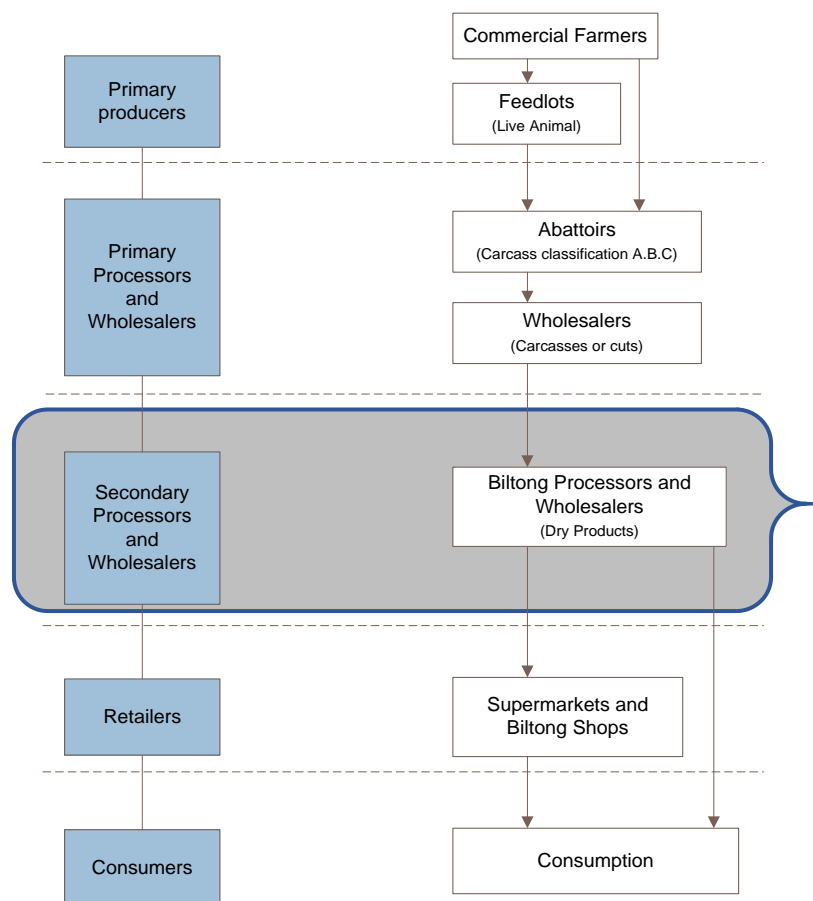 Commercial Farmers
Primary
producers
Feedlots
(Live Animal)
Primary
Processors
and
Wholesalers
Abattoirs
(Carcass classification A.B.C)
Wholesalers
(Carcasses or cuts)
Secondary
Processors
and
Wholesalers
Biltong Processors and
Wholesalers
(Dry Products)
Retailers
Supermarkets and
Biltong Shops
Consumers
Consumption